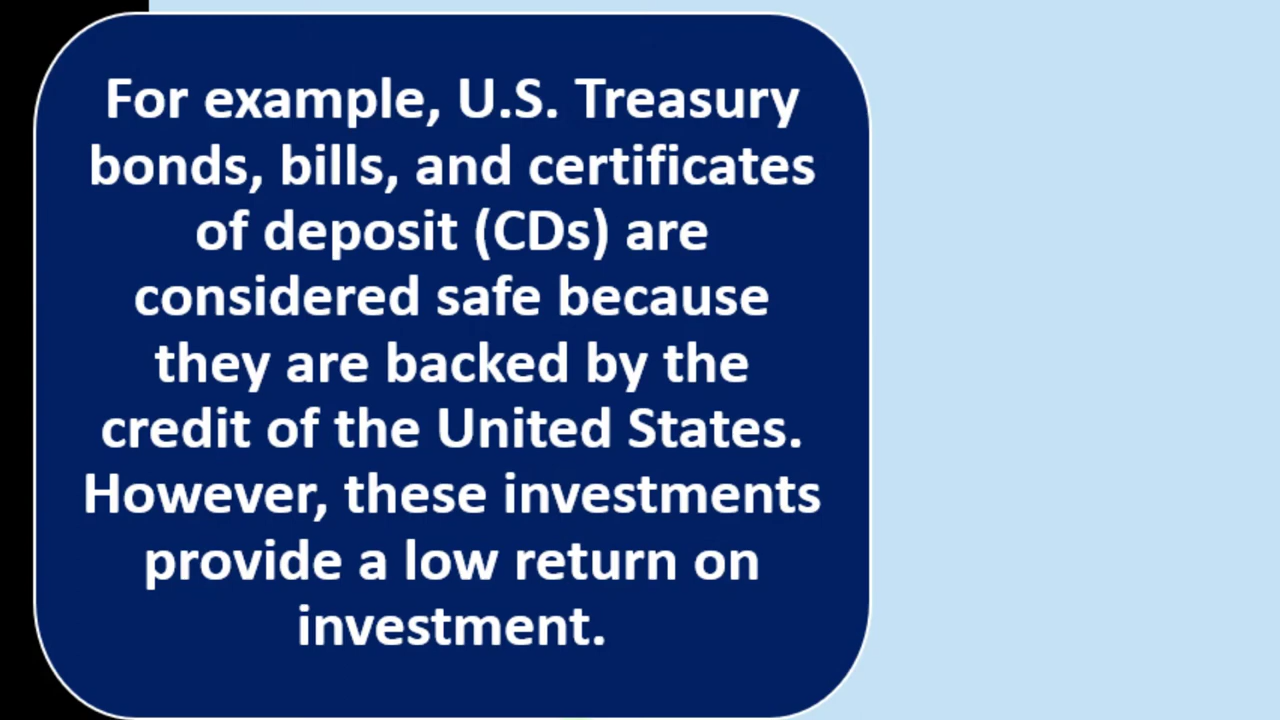 For example, U.S. Treasury
bonds, bills, and certificates
of deposit (CDs) are
considered safe because
they are backed by the
credit of the United States.
However, these investments
provide a low return on
investment.